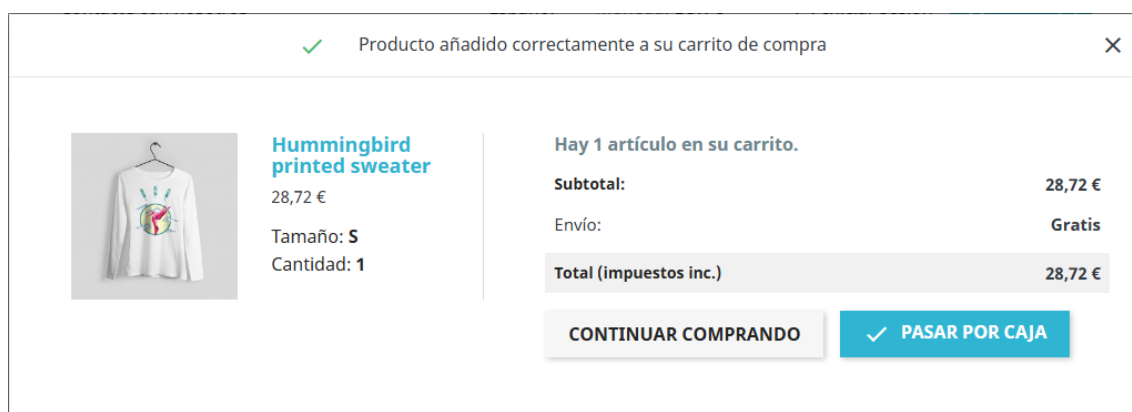 Producto añadido correctamente a su carrito de compra
Hummingbird
printed sweater
28,72 €
Tamaño: S
Cantidad: 1
Hay 1 artículo en su carrito.
Subtotal: 28,72 €
Envío: Gratis
Total (impuestos inc.) 28,72 €
CONTINUAR COMPRANDO
PASAR POR CAJA